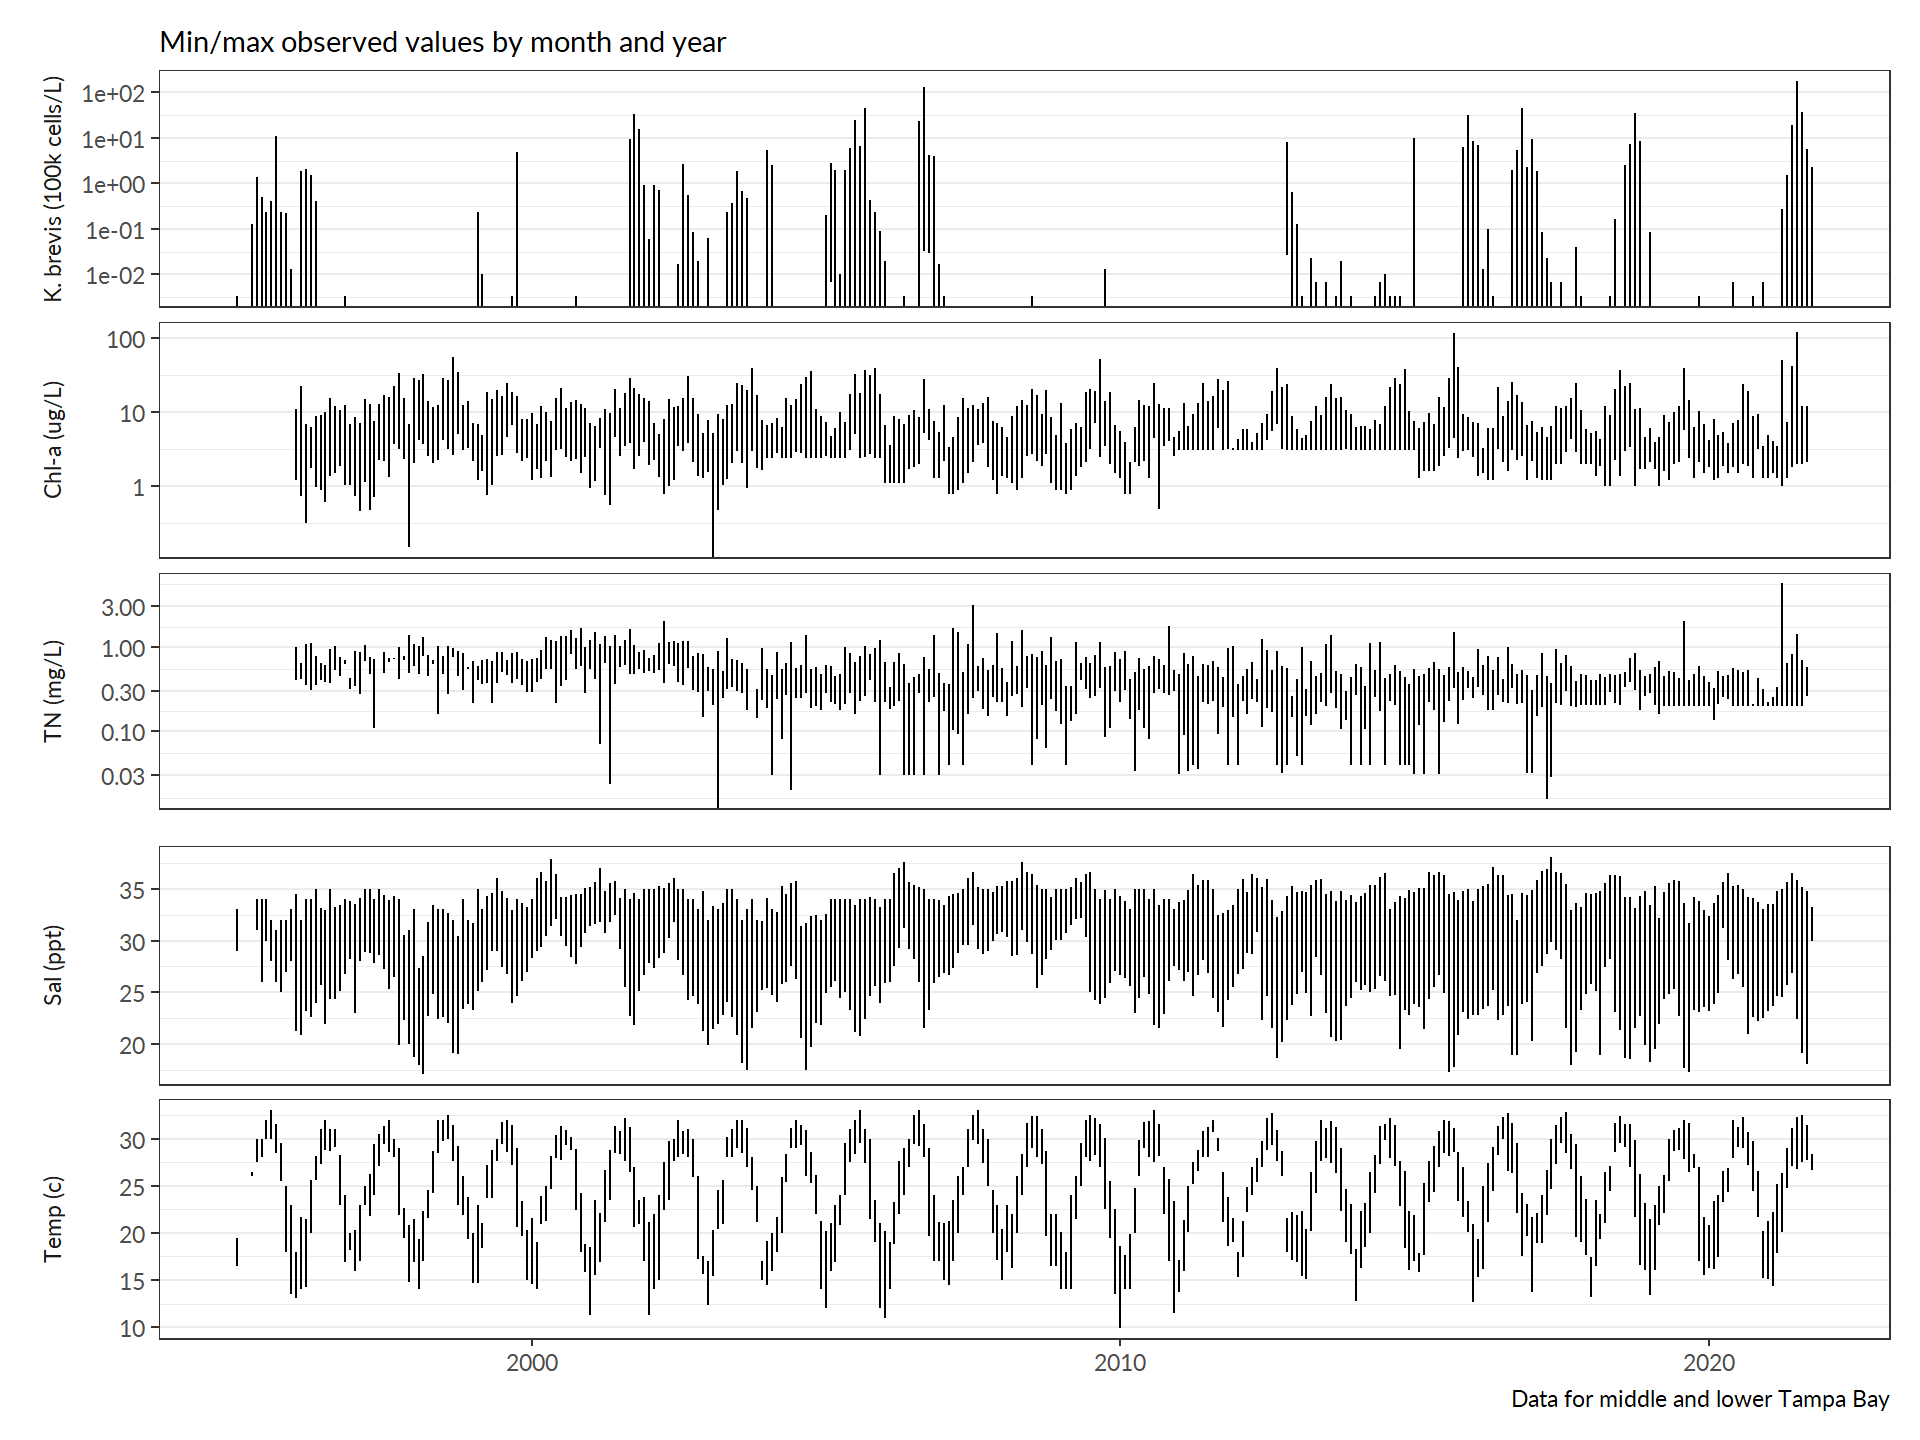 Min/max observed values by month and year
K. brevis (100k cells/L)
1e+02
1e+01
1e+00
1e-01
1e-02
Chl-a (ug/L)
100
10
1
TN (mg/L)
3.00
1.00
0.30
0.10
0.03
Sal (ppt)
35
30
25
20
Temp (c)
30
25
20
15
10
2000
2010
2020
Data for middle and lower Tampa Bay